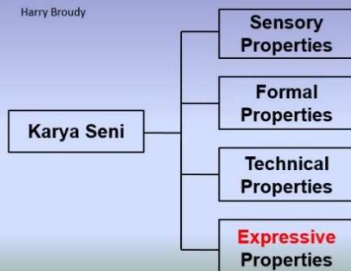 Harry Broudy
Sensory
Properties
Formal
Properties
Karya Seni
Technical
Properties
Expressive
Properties